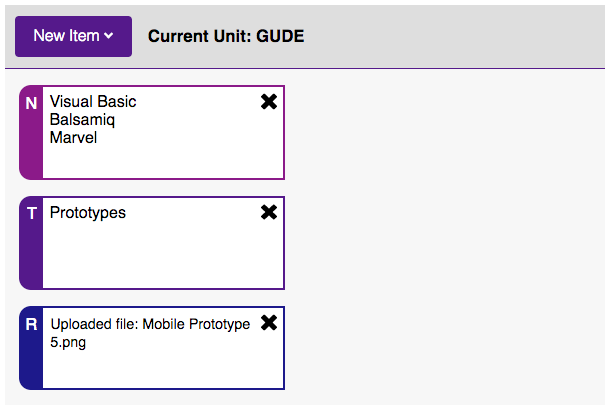 New Item
Current Unit: GUDE
N
Visual Basic
Balsamiq
Marvel
T
Prototypes
R
Uploaded file: Mobile Prototype
5.png